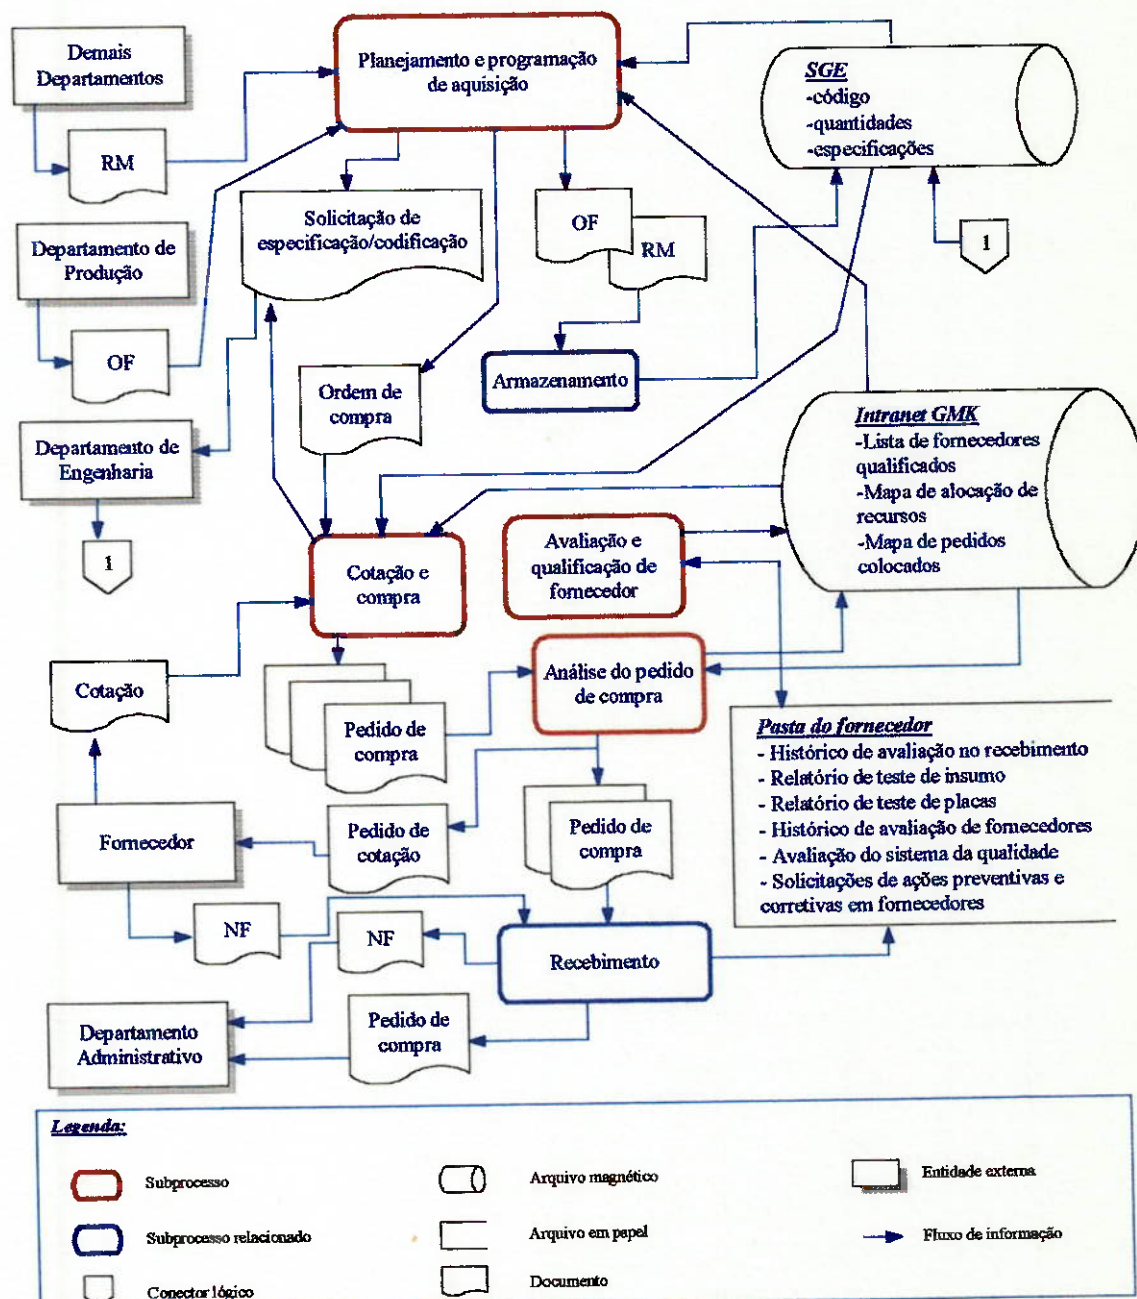 Demais
Departamentos
RM
Departamento de
Produção
OF
Departamento de
Engenharia
1
Planejamento e programação
de aquisição
Solicitação de
especificação/codificação
OF
RM
Armazenamento
Ordem de
compra
SGE
-código
-quantidades
-especificações
1
Intranet GMK
-Lista de fornecedores
qualificados
-Mapa de alocação de
recursos
-Mapa de pedidos
colocados
Cotação e
compra
Avaliação e
qualificação de
fornecedor
Análise do pedido
de compra
Cotação
Pedido de
compra
Fornecedor
Pedido de
cotação
Pedido de
compra
Pasta do fornecedor
- Histórico de avaliação no recebimento
- Relatório de teste de insumo
- Relatório de teste de placas
- Histórico de avaliação de fornecedores
- Avaliação do sistema da qualidade
- Solicitações de ações preventivas e
corretivas em fornecedores
NF
NF
Recebimento
Departamento
Administrativo
Pedido de
compra
Legenda:
Subprocesso
Arquivo magnético
Entidade externa
Subprocesso relacionado
Arquivo em papel
Fluxo de informação
Conector lógico
Documento